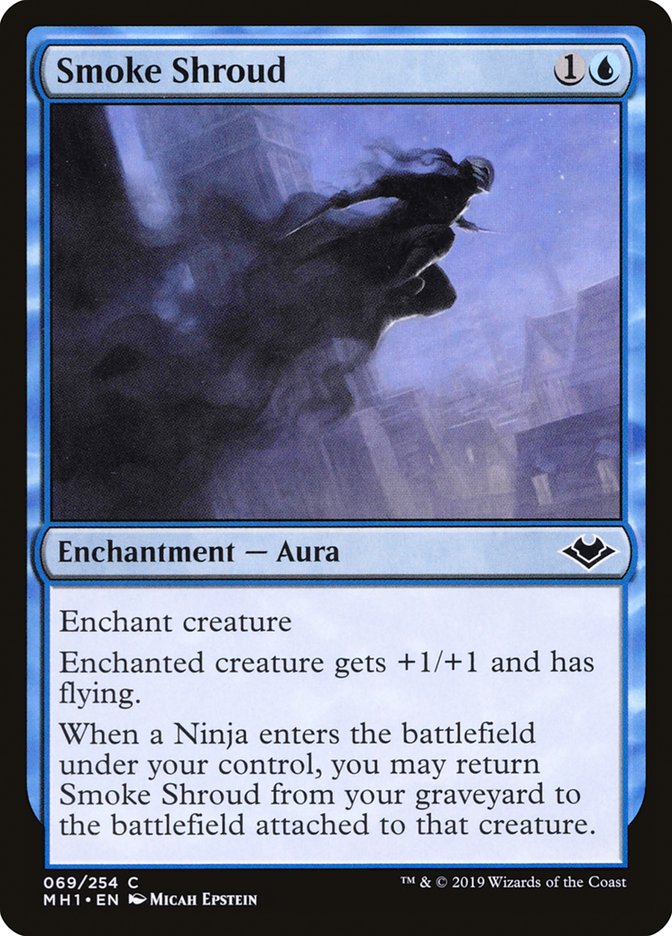 Smoke Shroud 1
Enchantment — Aura
Enchant creature
Enchanted creature gets +1/+1 and has
flying.
When a Ninja enters the battlefield
under your control, you may return
Smoke Shroud from your graveyard to
the battlefield attached to that creature.
069/254 C
MH1 • EN Micah Epstein
™ & © 2019 Wizards of the Coast